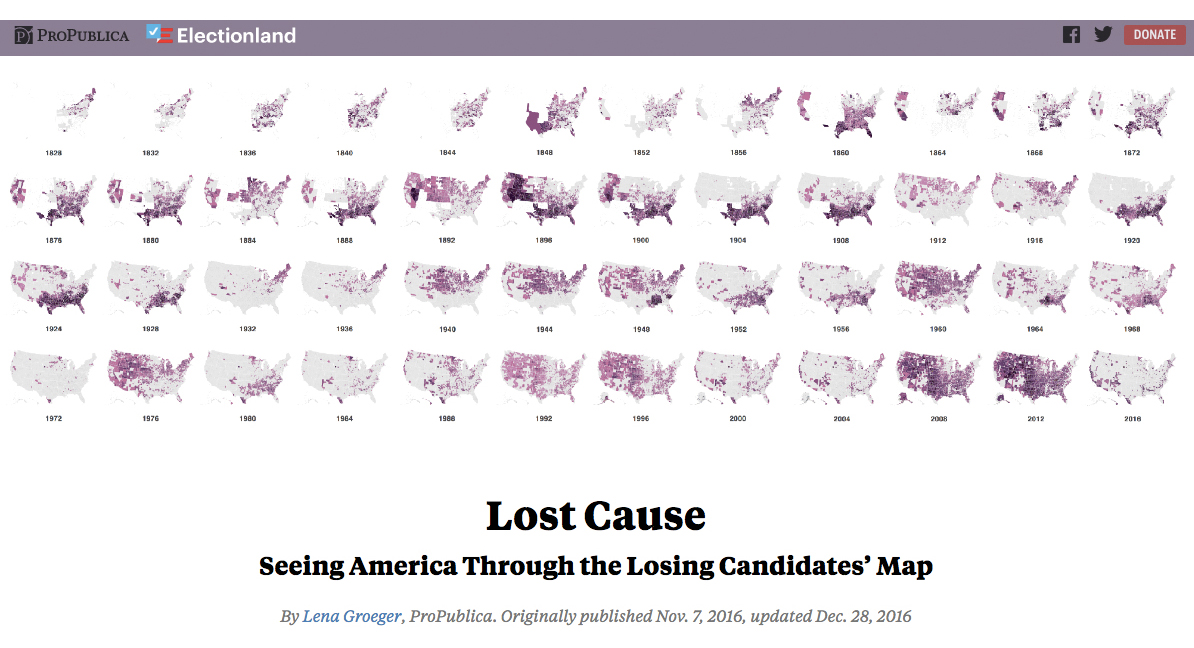 ProPublica Electionland DONATE
1828 1832 1836 1840 1844 1848 1852 1856 1860 1864 1868 1872
1876 1880 1884 1888 1892 1896 1900 1904 1908 1912 1916 1920
1924 1928 1932 1936 1940 1944 1948 1952 1956 1960 1964 1968
1972 1976 1980 1984 1988 1992 1996 2000 2004 2008 2012 2016
Lost Cause
Seeing America Through the Losing Candidates’ Map
By Lena Groeger, ProPublica. Originally published Nov. 7, 2016, updated Dec. 28, 2016